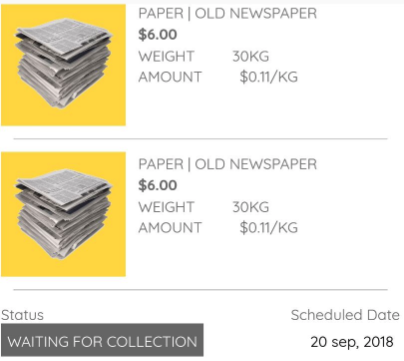 PAPER | OLD NEWSPAPER
$6.00
WEIGHT 30KG
AMOUNT $0.11/KG
PAPER | OLD NEWSPAPER
$6.00
WEIGHT 30KG
AMOUNT $0.11/KG
Status Scheduled Date
WAITING FOR COLLECTION 20 sep, 2018